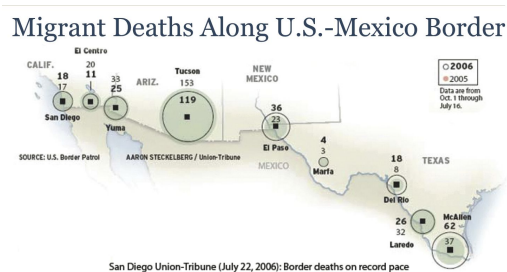 Migrant Deaths Along U.S.-Mexico Border
CALIF.
El Centro
20
11
18
17
San Diego
33
25
Yuma
ARIZ.
Tucson
153
119
NEW
MEXICO
2006
2005
Data are from
Oct. 1 through
July 16.
36
23
El Paso
MEXICO
4
3
Marfa
18
8
Del Rio
TEXAS
26
32
Laredo
McAllen
62
37
SOURCE: U.S. Border Patrol
AARON STECKELBERG / Union-Tribune
San Diego Union-Tribune (July 22, 2006): Border deaths on record pace